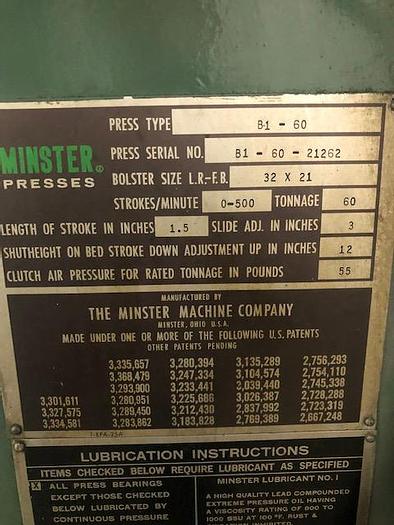 PRESS TYPE B1-60
MINSTER®
PRESSES
PRESS SERIAL NO. B1-60-21262
BOLSTER SIZE L.R.-F.B. 32 X 21
STROKES/MINUTE 0-500 TONNAGE 60
LENGTH OF STROKE IN INCHES 1.5 SLIDE ADJ. IN INCHES 3
SHUTHEIGHT ON BED STROKE DOWN ADJUSTMENT UP IN INCHES 12
CLUTCH AIR PRESSURE FOR RATED TONNAGE IN POUNDS 55
MANUFACTURED BY
THE MINSTER MACHINE COMPANY
MINSTER, OHIO U.S.A.
MADE UNDER ONE OR MORE OF THE FOLLOWING U.S. PATENTS
OTHER PATENTS PENDING
3,335,657 3,280,394 3,135,289 2,756,293
3,368,479 3,247,334 3,104,574 2,754,110
3,293,900 3,233,441 3,039,440 2,745,338
3,301,611 3,280,951 3,225,686 3,026,387 2,728,268
3,327,575 3,289,450 3,212,430 2,837,992 2,723,319
3,334,581 3,283,862 3,183,828 2,769,389 2,667,248
LUBRICATION INSTRUCTIONS
ITEMS CHECKED BELOW REQUIRE LUBRICANT AS SPECIFIED
X ALL PRESS BEARINGS
EXCEPT THOSE CHECKED
BELOW LUBRICATED BY
CONTINUOUS PRESSURE
MINSTER LUBRICANT NO. 1
A HIGH QUALITY LEAD COMPOUNDED
EXTREME PRESSURE OIL HAVING
A VISCOSITY RATING OF 900 TO
1000 SSU AT 100°F. RUST &